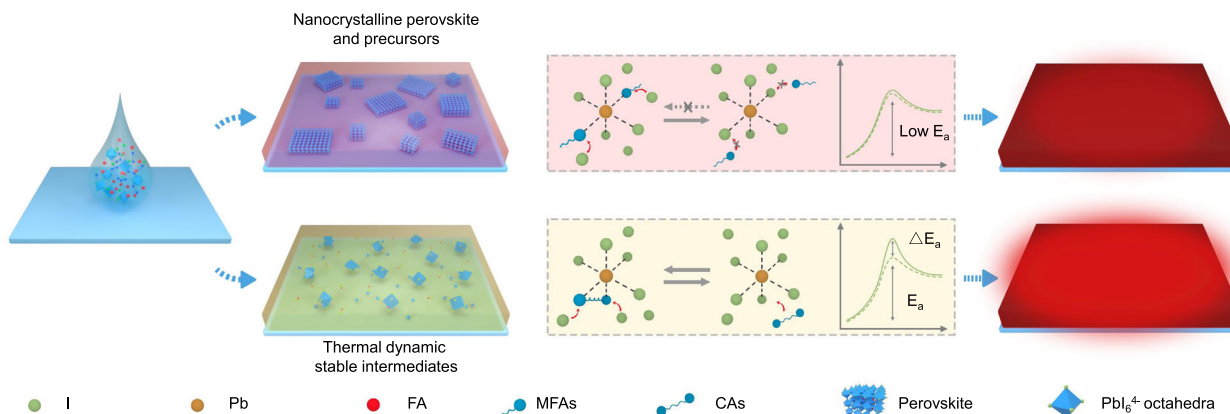 Nanocrystalline perovskite
and precursors
Low Eₐ
△Eₐ
Eₐ
Thermal dynamic
stable intermediates
I Pb FA MFAs CAs Perovskite PbI₆⁴⁻ octahedra